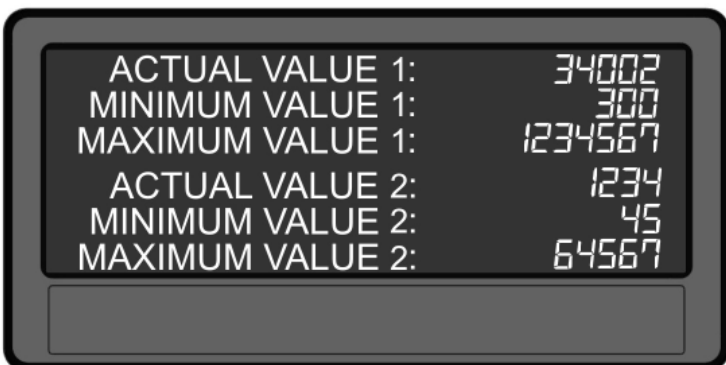 ACTUAL VALUE 1: 34002
MINIMUM VALUE 1: 300
MAXIMUM VALUE 1: 1234567
ACTUAL VALUE 2: 1234
MINIMUM VALUE 2: 45
MAXIMUM VALUE 2: 64567